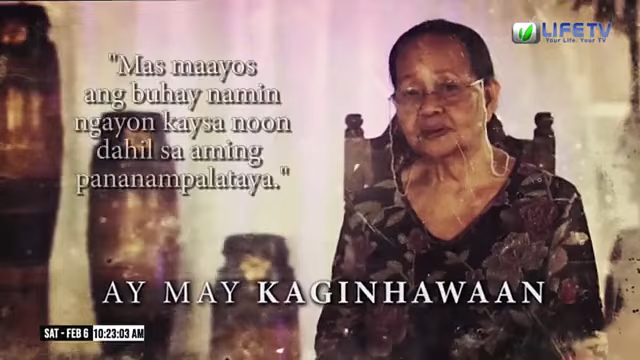 LIFETV
Your Life. Your TV
"Mas maayos
ang buhay namin
ngayon kaysa noon
dahil sa aming
pananampalataya."
AY MAY KAGINHAWAAN
SAT - FEB 6 10:23:03 AM